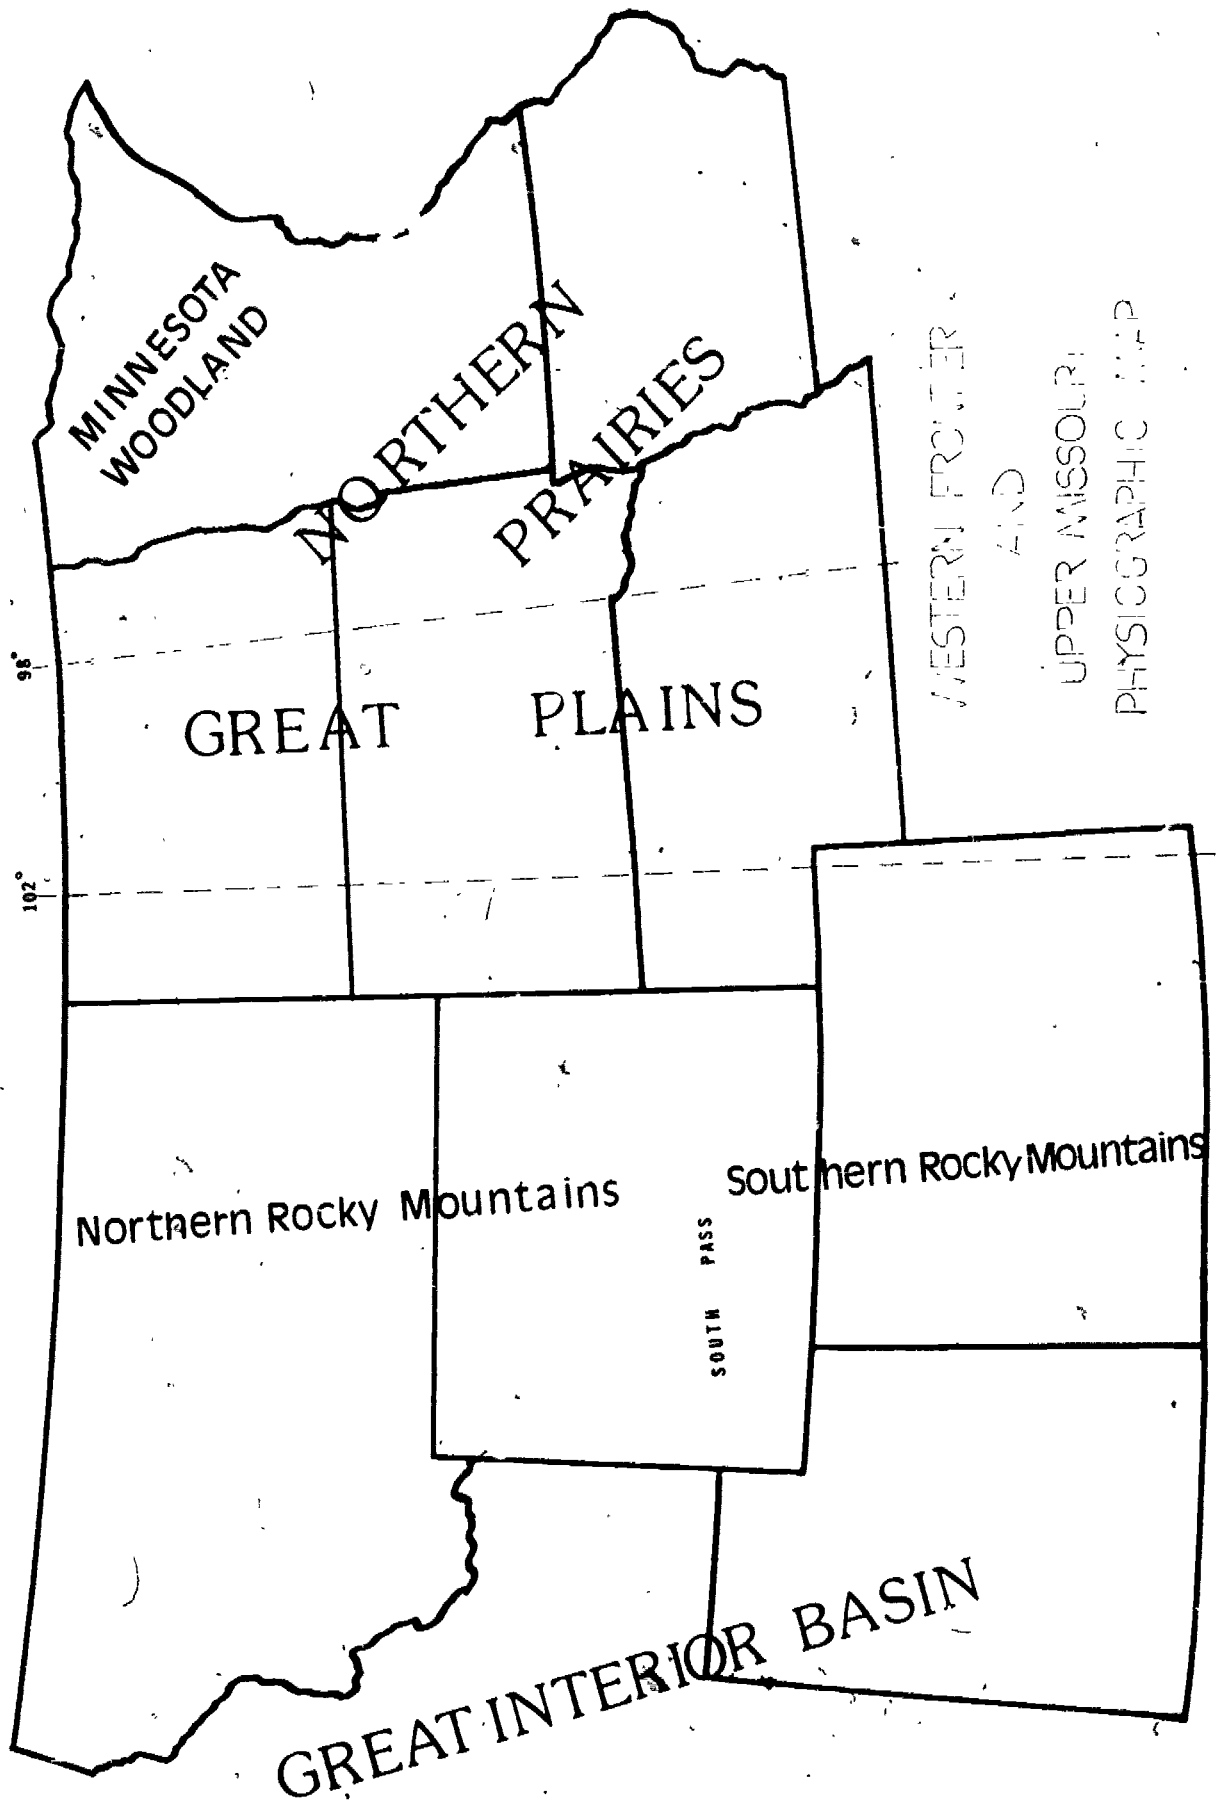 MINNESOTA
WOODLAND
NORTHERN
PRAIRIES
GREAT PLAINS
98°
102°
WESTERN FRONTIER
AND
UPPER MISSOURI
PHYSIOGRAPHIC MAP
Northern Rocky Mountains
Southern Rocky Mountains
SOUTH PASS
GREAT INTERIOR BASIN